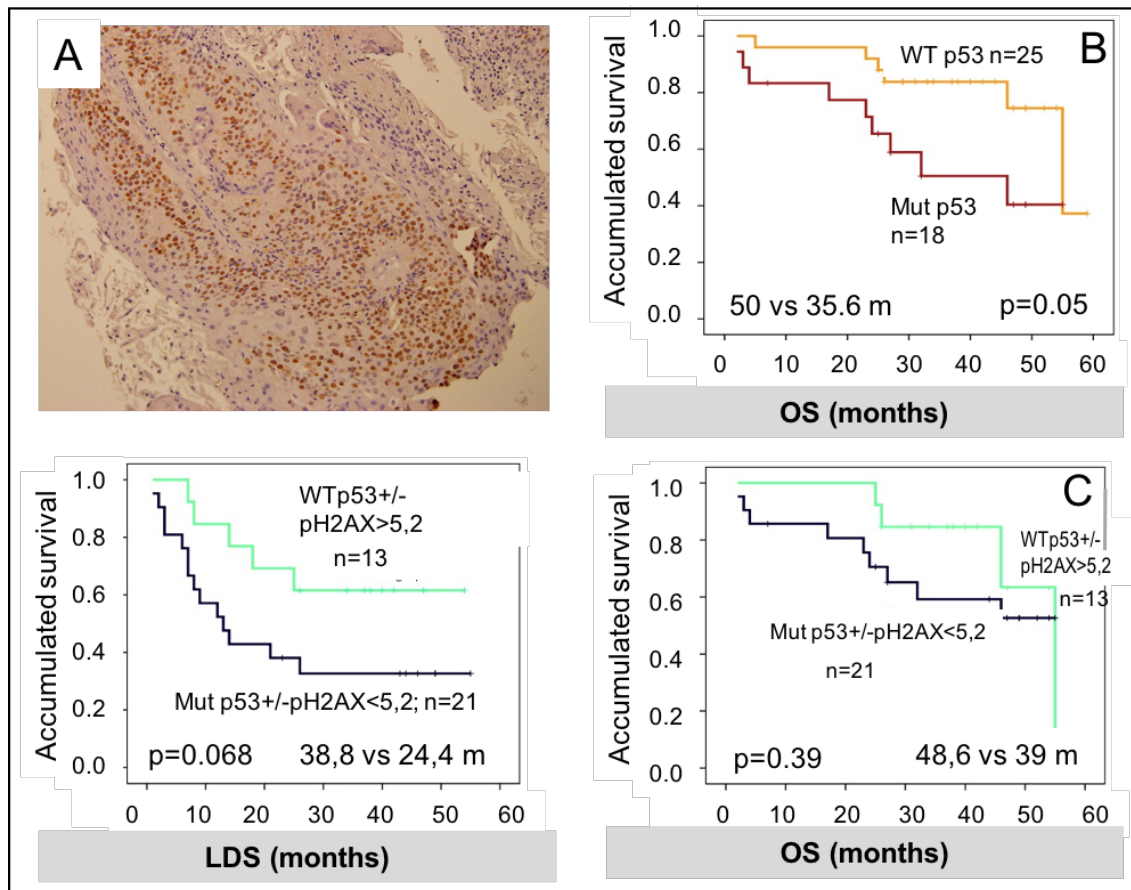 A
B
Accumulated survival
1.0
0.8
0.6
0.4
0.2
0.0
WT p53 n=25
Mut p53
n=18
50 vs 35.6 m
p=0.05
0 10 20 30 40 50 60
OS (months)
Accumulated survival
1.0
0.8
0.6
0.4
0.2
0.0
WTp53+/-
pH2AX>5,2
n=13
Mut p53+/-pH2AX<5,2; n=21
p=0.068
38,8 vs 24,4 m
0 10 20 30 40 50 60
LDS (months)
C
Accumulated survival
1.0
0.8
0.6
0.4
0.2
0.0
WTp53+/-
pH2AX>5,2
n=13
Mut p53+/-pH2AX<5,2
n=21
p=0.39
48,6 vs 39 m
0 10 20 30 40 50 60
OS (months)